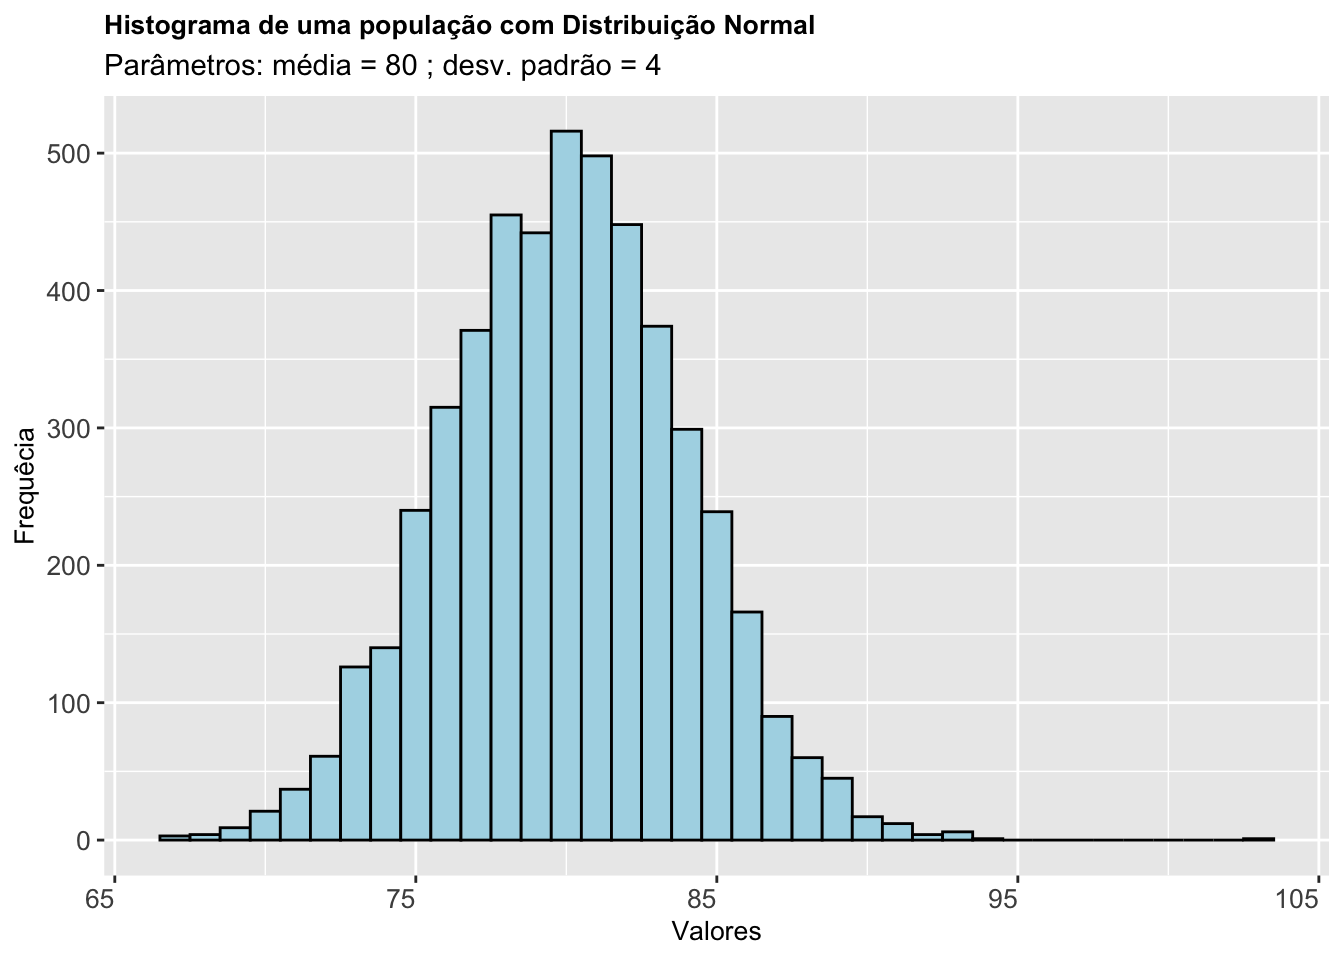 Histograma de uma população com Distribuição Normal
Parâmetros: média = 80 ; desv. padrão = 4
500
400
300
200
100
0
Frequêcia
65 75 85 95 105
Valores